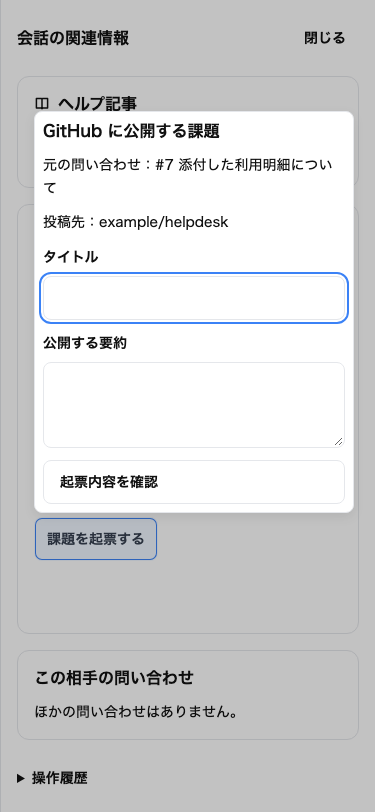 会話の関連情報
閉じる
ヘルプ記事
GitHub に公開する課題
元の問い合わせ：#7 添付した利用明細につい
て
投稿先：example/helpdesk
タイトル
公開する要約
起票内容を確認
課題を起票する
この相手の問い合わせ
ほかの問い合わせはありません。
▶ 操作履歴